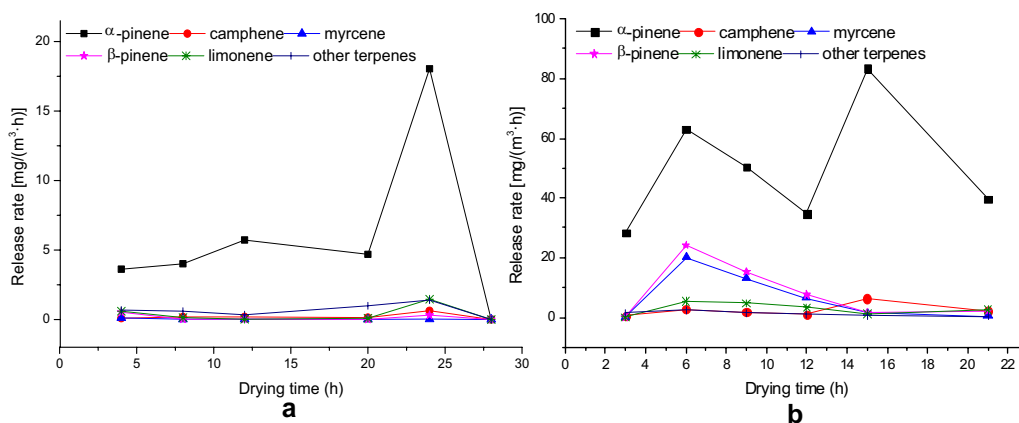 α-pinene camphene myrcene
β-pinene limonene other terpenes
Release rate [mg/(m³·h)]
20
15
10
5
0
0 5 10 15 20 25 30
Drying time (h)
a
α-pinene camphene myrcene
β-pinene limonene other terpenes
Release rate [mg/(m³·h)]
100
80
60
40
20
0
0 2 4 6 8 10 12 14 16 18 20 22
Drying time (h)
b